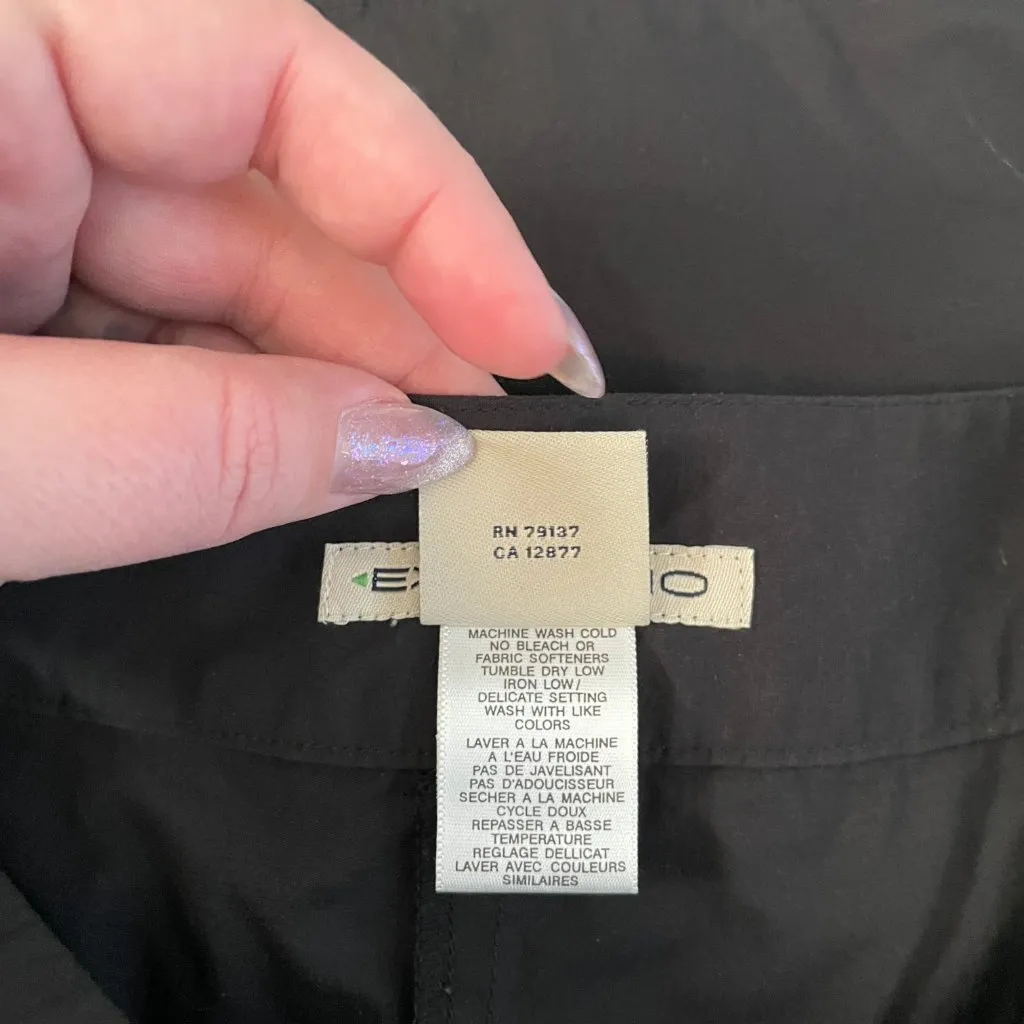 RN 79137
CA 12877
MACHINE WASH COLD
NO BLEACH OR
FABRIC SOFTENERS
TUMBLE DRY LOW
IRON LOW/
DELICATE SETTING
WASH WITH LIKE
COLORS
LAVER A LA MACHINE
A L'EAU FROIDE
PAS DE JAVELISANT
PAS D'ADOUCISSEUR
SECHER A LA MACHINE
CYCLE DOUX
REPASSER A BASSE
TEMPERATURE
REGLAGE DELLICAT
LAVER AVEC COULEURS
SIMILAIRES